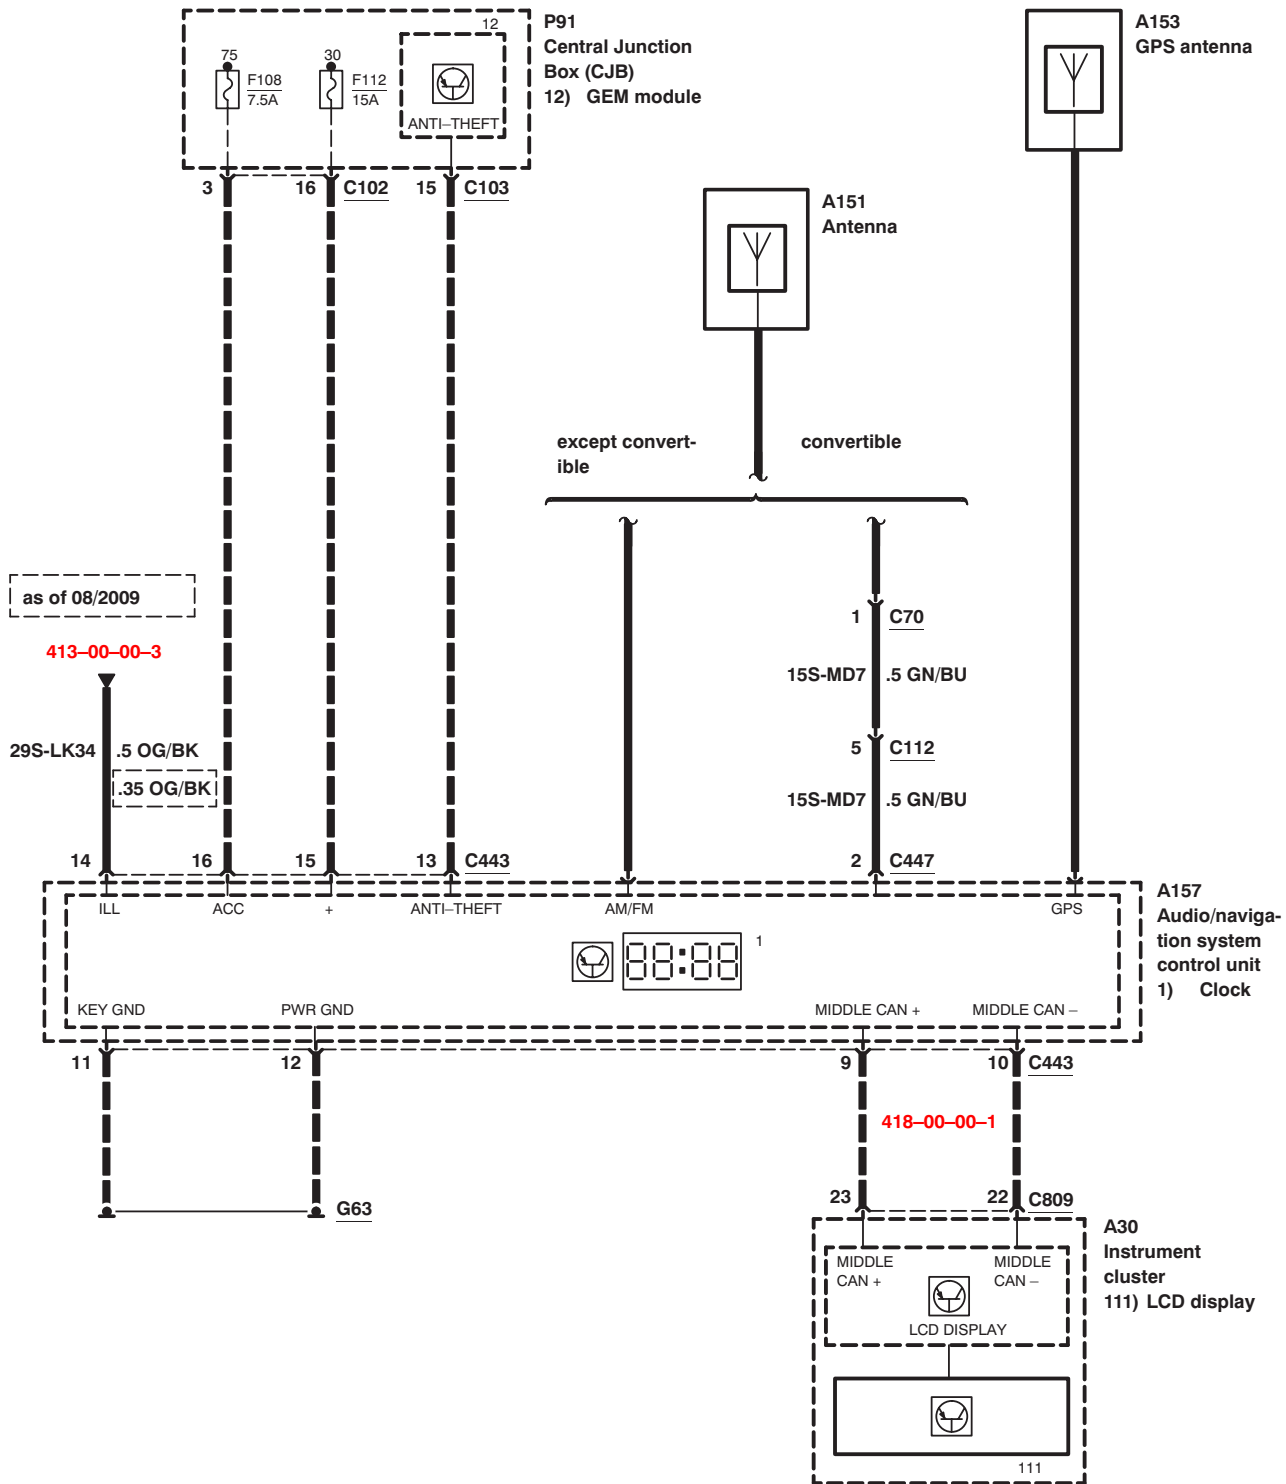 12
P91
Central Junction
Box (CJB)
12) GEM module
75
30
F108
7.5A
F112
15A
ANTI–THEFT
A153
GPS antenna
3
16
C102
15
C103
A151
Antenna
except convert-
ible
convertible
as of 08/2009
413–00–00–3
1
C70
15S-MD7
.5 GN/BU
29S-LK34
.5 OG/BK
.35 OG/BK
5
C112
15S-MD7
.5 GN/BU
14
16
15
13
C443
2
C447
ILL
ACC
+
ANTI–THEFT
AM/FM
GPS
A157
Audio/naviga-
tion system
control unit
1) Clock
88:88
1
KEY GND
PWR GND
MIDDLE CAN +
MIDDLE CAN –
11
12
9
10
C443
418–00–00–1
G63
23
22
C809
A30
Instrument
cluster
111) LCD display
MIDDLE
CAN +
MIDDLE
CAN –
LCD DISPLAY
111